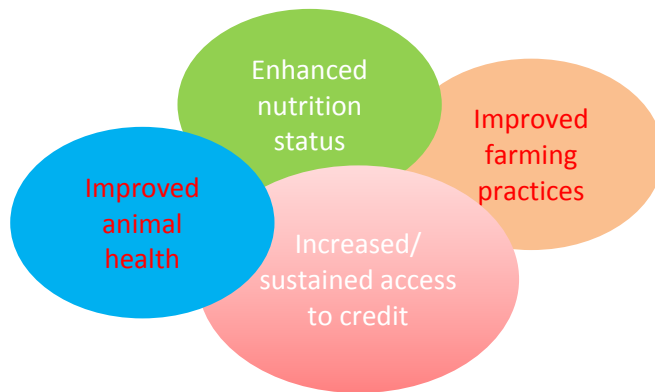 Enhanced
nutrition
status
Improved
farming
practices
Improved
animal
health
Increased/
sustained access
to credit